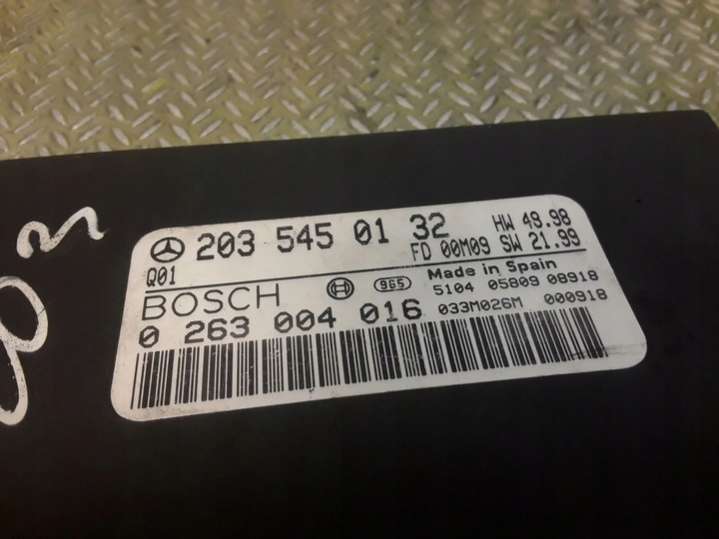 203
203 545 01 32 HW 49.98
Q01 FD 00M09 SW 21.99
BOSCH 965 Made in Spain
5104 05809 08918
0 263 004 016 033M026M 000918